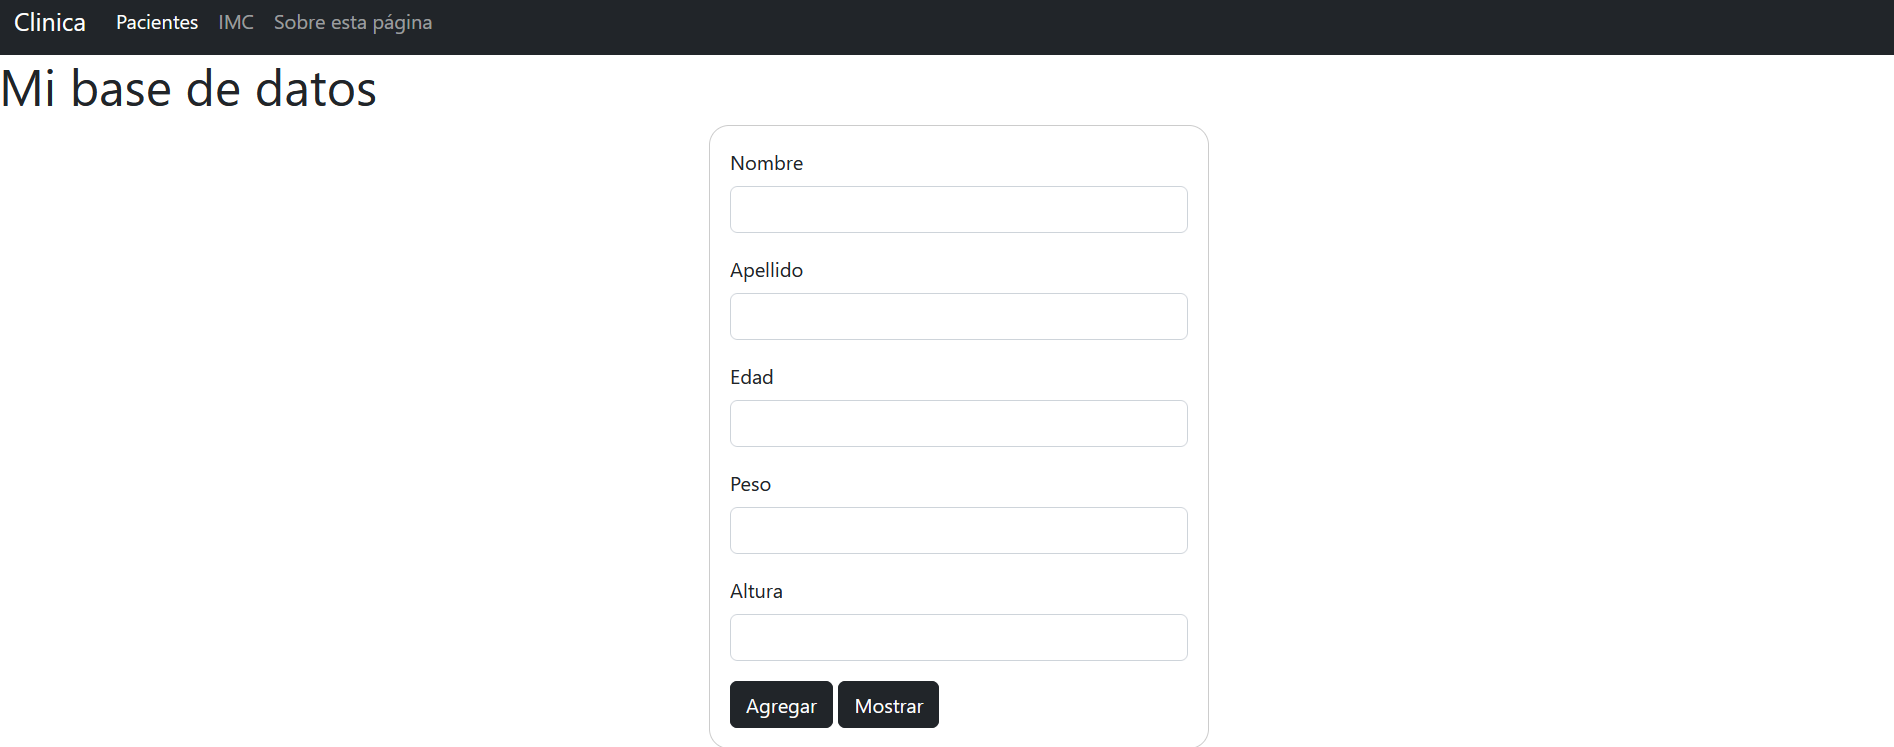 Clinica Pacientes IMC Sobre esta página
Mi base de datos
Nombre
Apellido
Edad
Peso
Altura
Agregar Mostrar